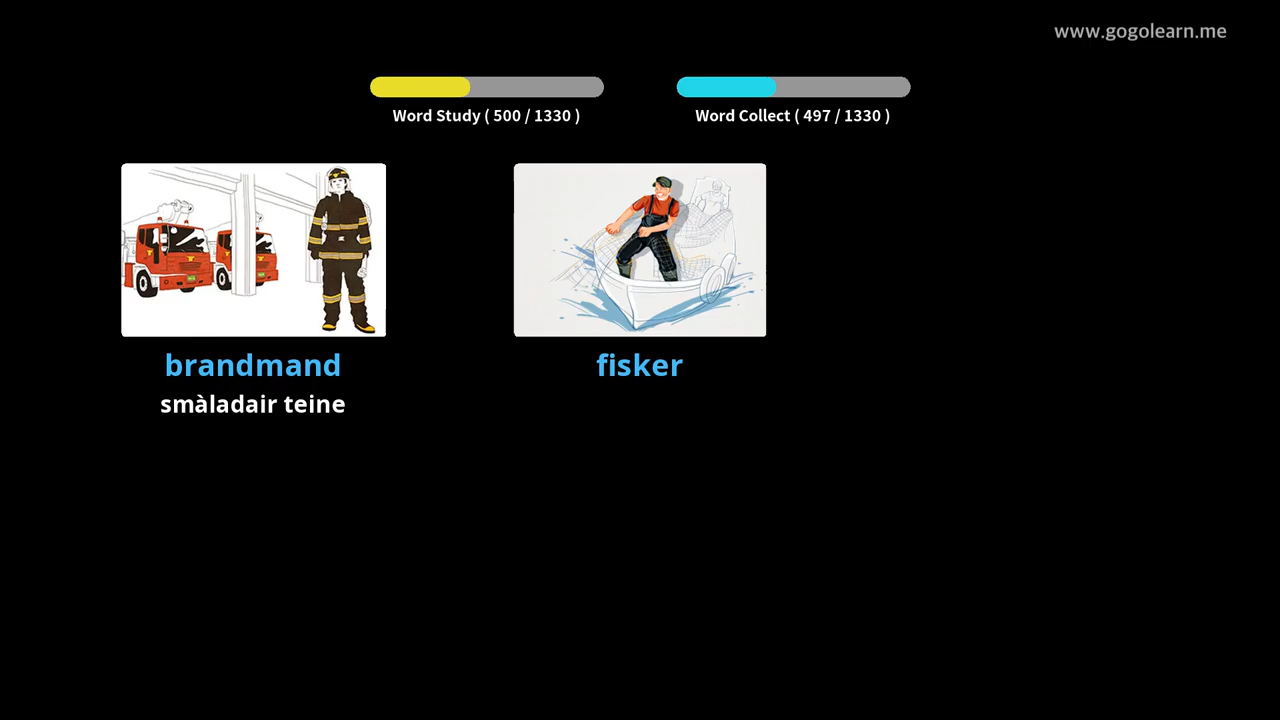 www.gogolearn.me
Word Study ( 500 / 1330 )
Word Collect ( 497 / 1330 )
brandmand
smàladair teine
fisker